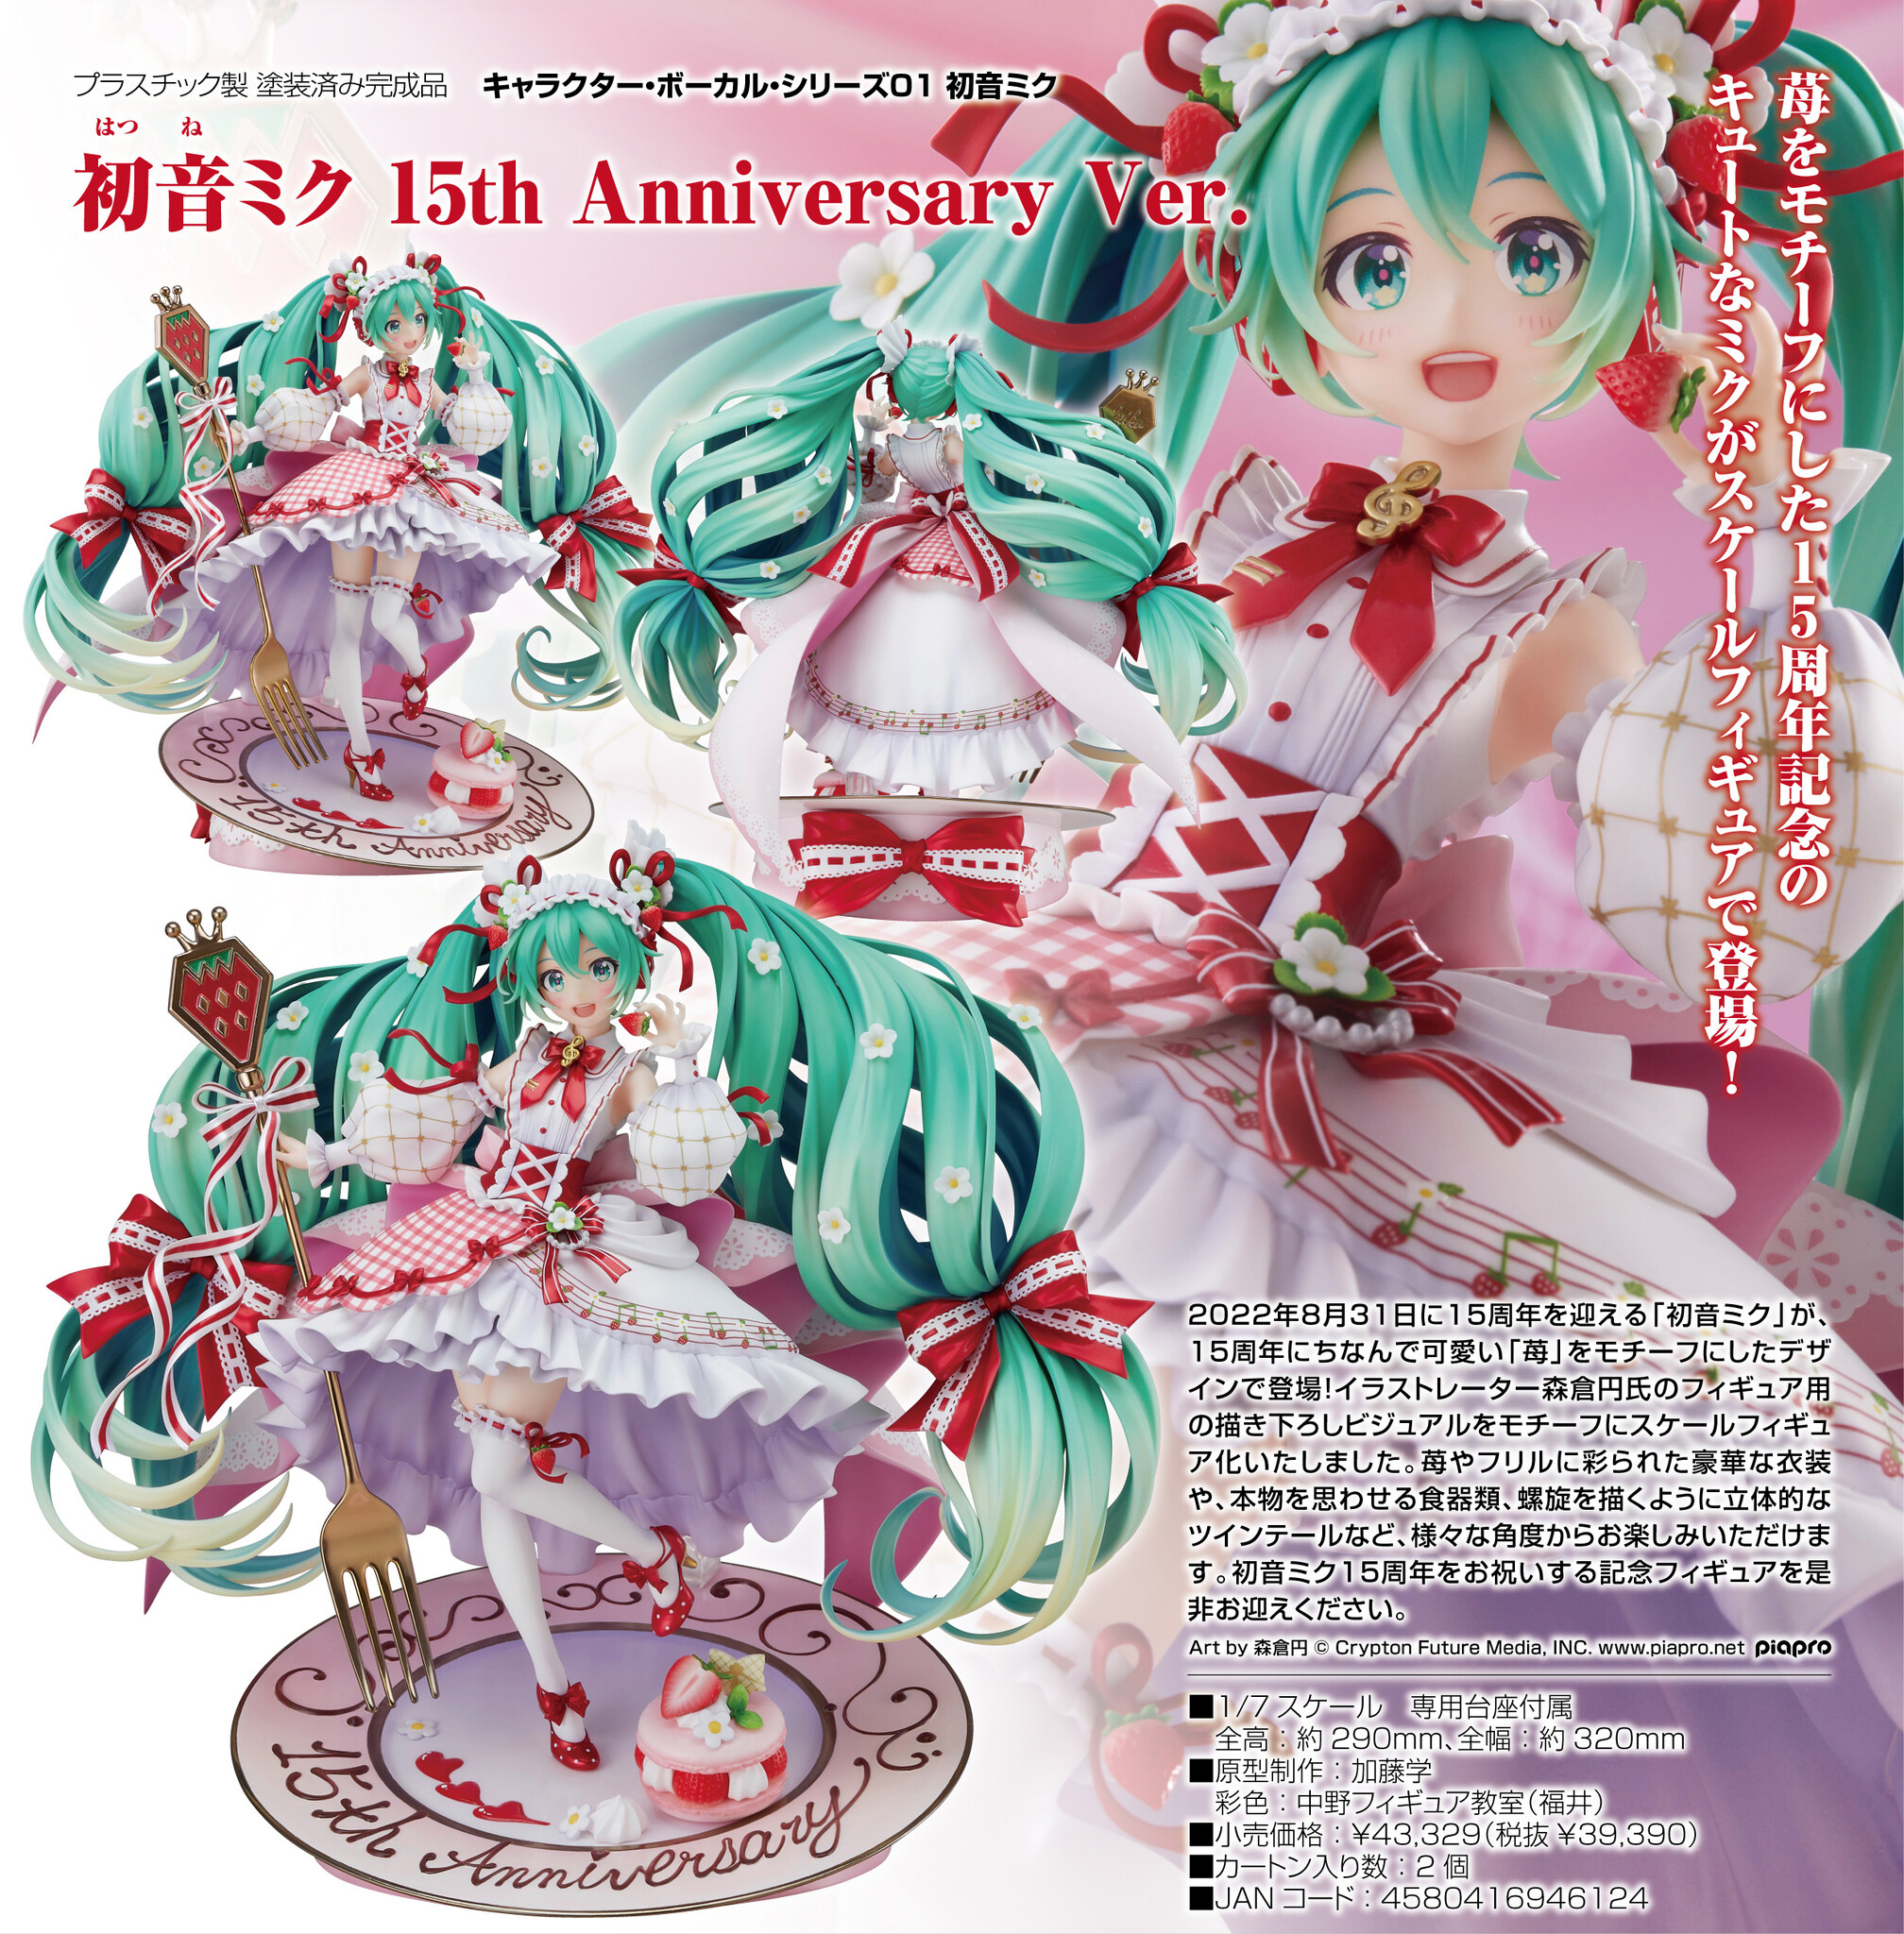 プラスチック製 塗装済み完成品 キャラクター・ボーカル・シリーズ01 初音ミク
はつ ね
初音ミク 15th Anniversary Ver.
苺をモチーフにした15周年記念の
キュートなミクがスケールフィギュアで登場！
15th Anniversary
15th Anniversary
2022年8月31日に15周年を迎える「初音ミク」が、
15周年にちなんで可愛い「苺」をモチーフにしたデザ
インで登場!イラストレーター森倉円氏のフィギュア用
の描き下ろしビジュアルをモチーフにスケールフィギュ
ア化いたしました。苺やフリルに彩られた豪華な衣装
や、本物を思わせる食器類、螺旋を描くように立体的な
ツインテールなど、様々な角度からお楽しみいただけま
す。初音ミク15周年をお祝いする記念フィギュアを是
非お迎えください。
Art by 森倉円 © Crypton Future Media, INC. www.piapro.net piapro
■1/7 スケール 専用台座付属
全高：約 290mm、全幅：約 320mm
■原型制作：加藤学
彩色：中野フィギュア教室（福井）
■小売価格：¥43,329（税抜 ¥39,390）
■カートン入り数：2 個
■JAN コード：4580416946124